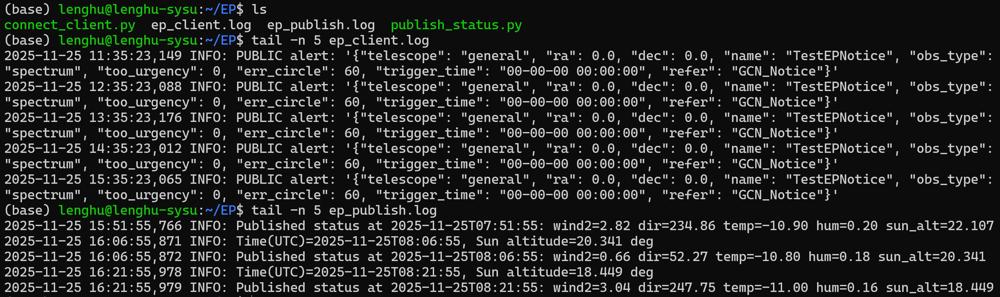 (base) lenghu@lenghu-sysu:~/EP$ ls
connect_client.py  ep_client.log  ep_publish.log  publish_status.py
(base) lenghu@lenghu-sysu:~/EP$ tail -n 5 ep_client.log
2025-11-25 11:35:23,149 INFO: PUBLIC alert: '{"telescope": "general", "ra": 0.0, "dec": 0.0, "name": "TestEPNotice", "obs_type":
"spectrum", "too_urgency": 0, "err_circle": 60, "trigger_time": "00-00-00 00:00:00", "refer": "GCN_Notice"}'
2025-11-25 12:35:23,088 INFO: PUBLIC alert: '{"telescope": "general", "ra": 0.0, "dec": 0.0, "name": "TestEPNotice", "obs_type":
"spectrum", "too_urgency": 0, "err_circle": 60, "trigger_time": "00-00-00 00:00:00", "refer": "GCN_Notice"}'
2025-11-25 13:35:23,176 INFO: PUBLIC alert: '{"telescope": "general", "ra": 0.0, "dec": 0.0, "name": "TestEPNotice", "obs_type":
"spectrum", "too_urgency": 0, "err_circle": 60, "trigger_time": "00-00-00 00:00:00", "refer": "GCN_Notice"}'
2025-11-25 14:35:23,012 INFO: PUBLIC alert: '{"telescope": "general", "ra": 0.0, "dec": 0.0, "name": "TestEPNotice", "obs_type":
"spectrum", "too_urgency": 0, "err_circle": 60, "trigger_time": "00-00-00 00:00:00", "refer": "GCN_Notice"}'
2025-11-25 15:35:23,065 INFO: PUBLIC alert: '{"telescope": "general", "ra": 0.0, "dec": 0.0, "name": "TestEPNotice", "obs_type":
"spectrum", "too_urgency": 0, "err_circle": 60, "trigger_time": "00-00-00 00:00:00", "refer": "GCN_Notice"}'
(base) lenghu@lenghu-sysu:~/EP$ tail -n 5 ep_publish.log
2025-11-25 15:51:55,766 INFO: Published status at 2025-11-25T07:51:55: wind2=2.82 dir=234.86 temp=-10.90 hum=0.20 sun_alt=22.107
2025-11-25 16:06:55,871 INFO: Time(UTC)=2025-11-25T08:06:55, Sun altitude=20.341 deg
2025-11-25 16:06:55,872 INFO: Published status at 2025-11-25T08:06:55: wind2=0.66 dir=52.27 temp=-10.80 hum=0.18 sun_alt=20.341
2025-11-25 16:21:55,978 INFO: Time(UTC)=2025-11-25T08:21:55, Sun altitude=18.449 deg
2025-11-25 16:21:55,979 INFO: Published status at 2025-11-25T08:21:55: wind2=3.04 dir=247.75 temp=-11.00 hum=0.16 sun_alt=18.449